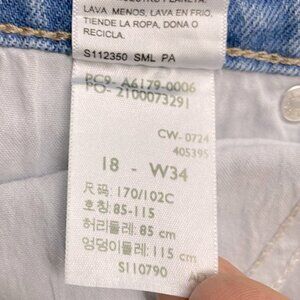 LAVA MENOS, LAVA EN FRÍO,
TIENDE LA ROPA, DONA O
RECICLA.
S112350 SML PA
PC9- A6179-0006
PO- 2100073291
CW- 0724
405395
18 - W34
尺码: 170/102C
호칭: 85-115
허리둘레: 85 cm
엉덩이둘레: 115 cm
S110790